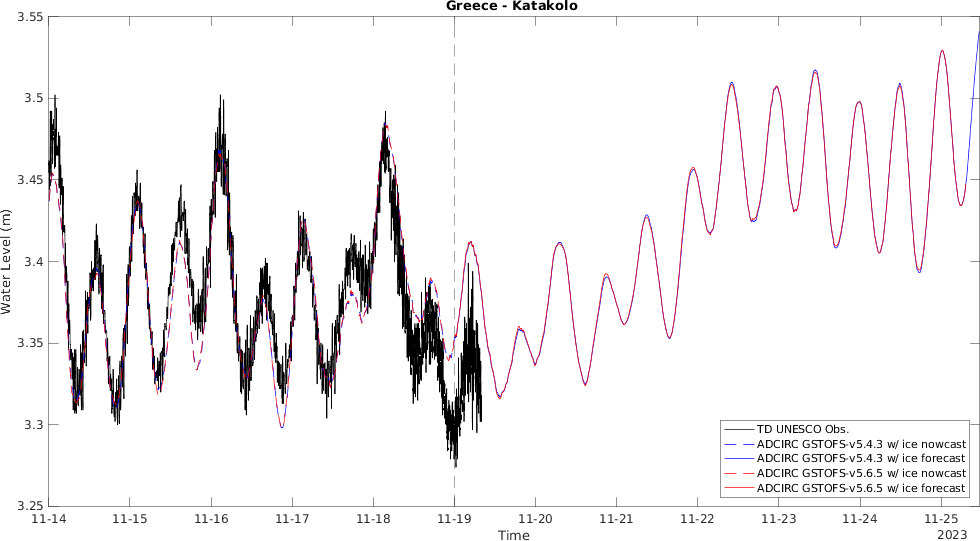 Greece - Katakolo
3.55
3.5
3.45
3.4
3.35
3.3
3.25
Water Level (m)
TD UNESCO Obs.
ADCIRC GSTOFS-v5.4.3 w/ ice nowcast
ADCIRC GSTOFS-v5.4.3 w/ ice forecast
ADCIRC GSTOFS-v5.6.5 w/ ice nowcast
ADCIRC GSTOFS-v5.6.5 w/ ice forecast
11-14 11-15 11-16 11-17 11-18 11-19 11-20 11-21 11-22 11-23 11-24 11-25
Time
2023